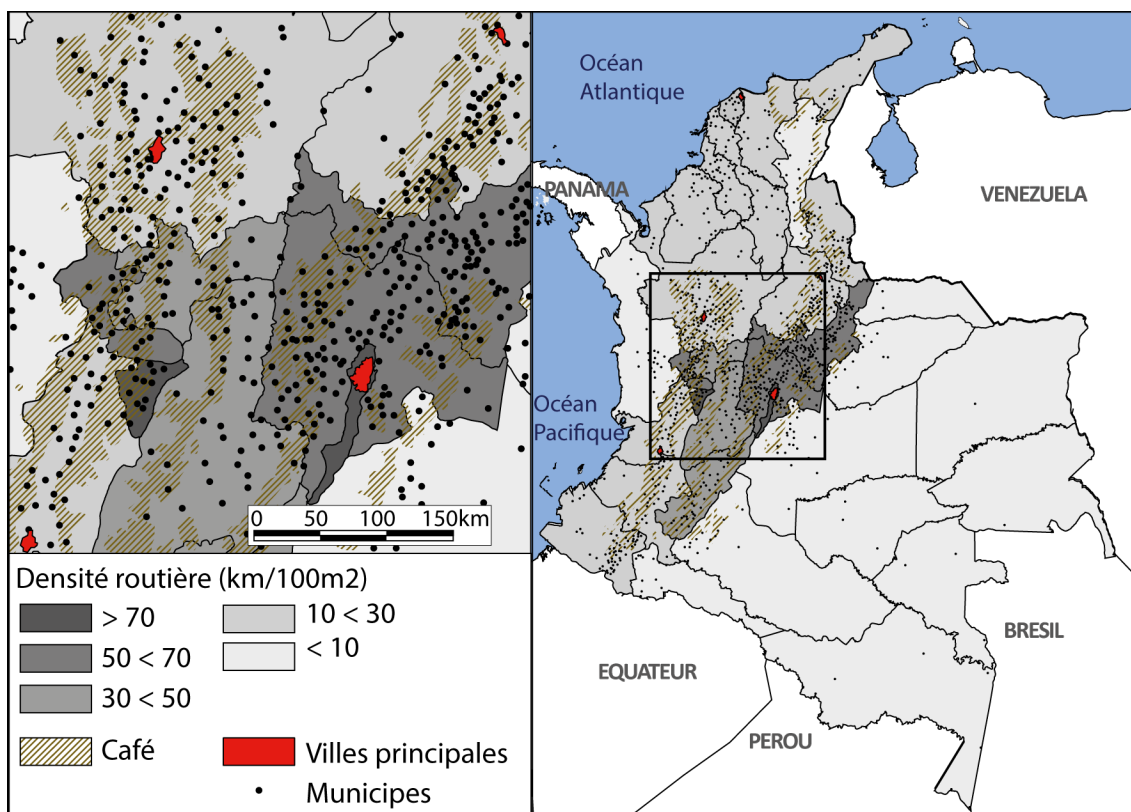 Océan
Atlantique
PANAMA
VENEZUELA
Océan
Pacifique
BRESIL
EQUATEUR
PEROU
0 50 100 150km
Densité routière (km/100m2)
> 70
10 < 30
50 < 70
< 10
30 < 50
Café
Villes principales
Municipes